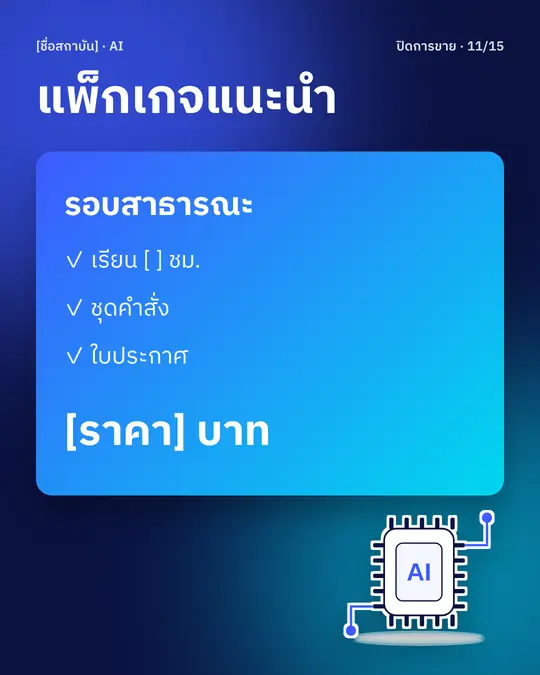 [ชื่อสถาบัน] · AI
ปิดการขาย · 11/15
แพ็กเกจแนะนำ
รอบสาธารณะ
✓ เรียน [ ] ชม.
✓ ชุดคำสั่ง
✓ ใบประกาศ
[ราคา] บาท
AI